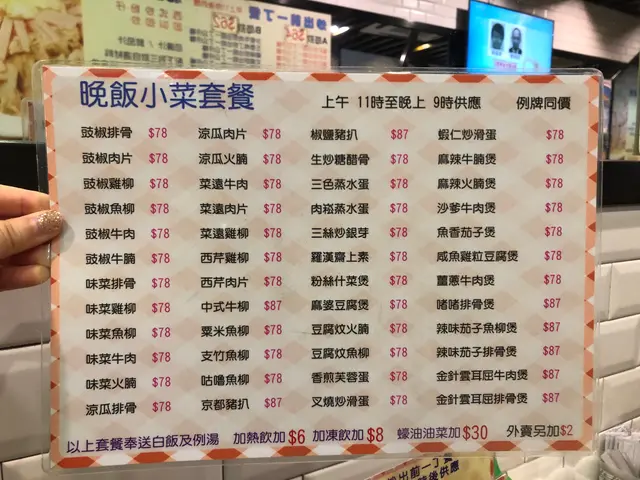 晚飯小菜套餐 上午 11時至晚上 9時供應 例牌同價
豉椒排骨 $78 涼瓜肉片 $78 椒鹽豬扒 $87 蝦仁炒滑蛋 $78
豉椒肉片 $78 涼瓜火腩 $78 生炒糖醋骨 $78 麻辣牛腩煲 $78
豉椒雞柳 $78 菜遠牛肉 $78 三色蒸水蛋 $78 麻辣火腩煲 $78
豉椒魚柳 $78 菜遠肉片 $78 肉崧蒸水蛋 $78 沙爹牛肉煲 $78
豉椒牛肉 $78 菜遠雞柳 $78 三絲炒銀芽 $78 魚香茄子煲 $78
豉椒牛腩 $78 西芹雞柳 $78 羅漢齋上素 $78 咸魚雞粒豆腐煲 $78
味菜排骨 $78 西芹肉片 $78 粉絲什菜煲 $78 薑蔥牛肉煲 $78
味菜雞柳 $78 中式牛柳 $87 麻婆豆腐煲 $78 啫啫排骨煲 $87
味菜魚柳 $78 粟米魚柳 $78 豆腐炆火腩 $78 辣味茄子魚柳煲 $87
味菜牛肉 $78 支竹魚柳 $78 豆腐炆魚柳 $78 辣味茄子排骨煲 $87
味菜火腩 $78 咕嚕魚柳 $78 香煎芙蓉蛋 $78 金針雲耳屈牛肉煲 $87
涼瓜排骨 $78 京都豬扒 $87 叉燒炒滑蛋 $78 金針雲耳屈排骨煲 $87
以上套餐奉送白飯及例湯 加熱飲加 $6 加凍飲加 $8 蠔油油菜加 $30 外賣另加 $2